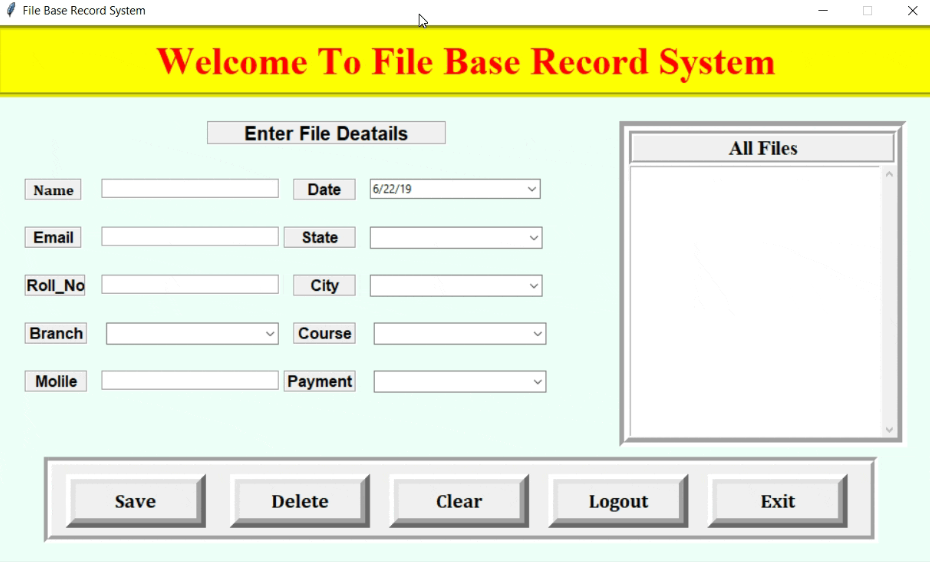 File Base Record System
Welcome To File Base Record System
Enter File Deatails
All Files
Name
Date
6/22/19
Email
State
Roll_No
City
Branch
Course
Molile
Payment
Save
Delete
Clear
Logout
Exit